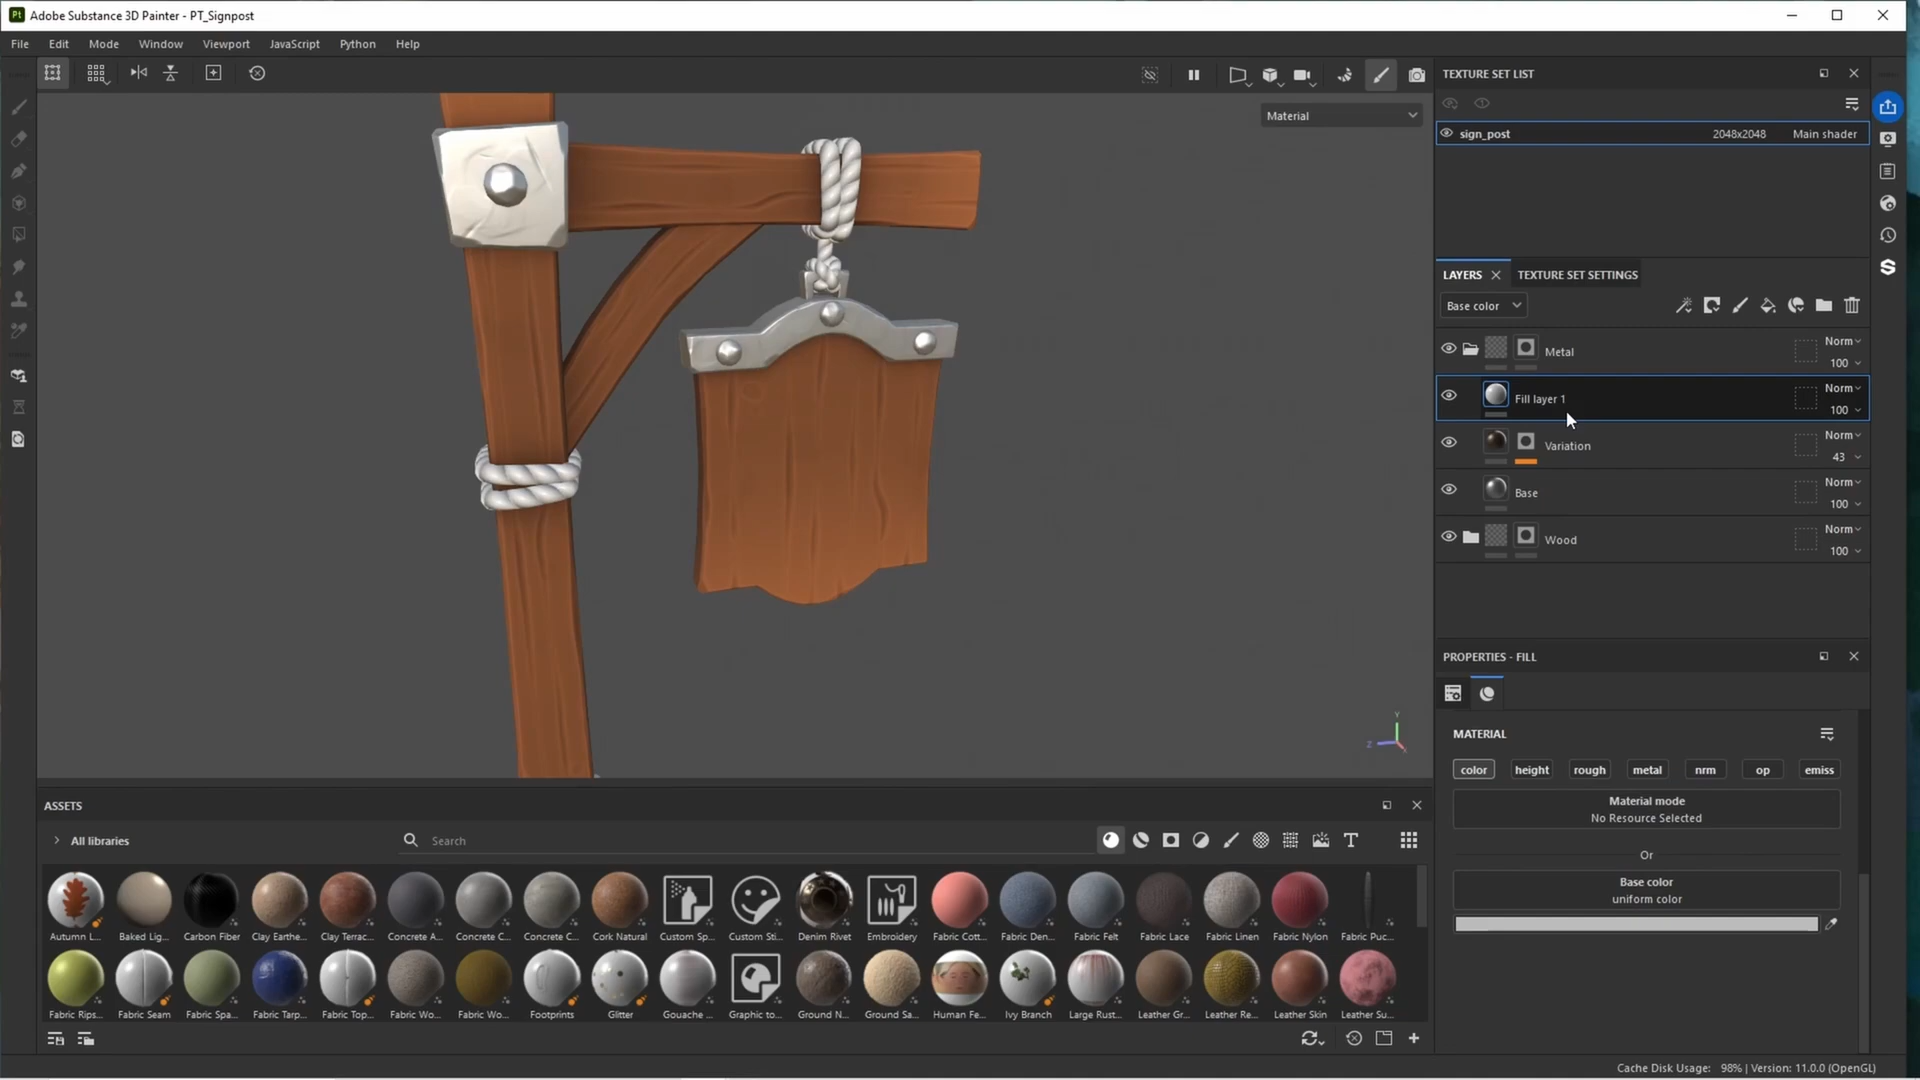 Pt Adobe Substance 3D Painter - PT_Signpost
File Edit Mode Window Viewport JavaScript Python Help
Material
TEXTURE SET LIST
sign_post 2048x2048 Main shader
LAYERS TEXTURE SET SETTINGS
Base color
Metal Norm 100
Fill layer 1 Norm 100
Variation Norm 43
Base Norm 100
Wood Norm 100
PROPERTIES - FILL
MATERIAL
color height rough metal nrm op emiss
Material mode
No Resource Selected
Or
Base color
uniform color
Y
Z
ASSETS
All libraries
Search
Autumn L... Baked Lig... Carbon Fiber Clay Earthe... Clay Terrac... Concrete A... Concrete C... Concrete C... Cork Natural Custom Sp... Custom Sti... Denim Rivet Embroidery Fabric Cott... Fabric Den... Fabric Felt Fabric Lace Fabric Linen Fabric Nylon Fabric Puc...
Fabric Rips... Fabric Seam Fabric Spa... Fabric Tarp... Fabric Top... Fabric Wo... Fabric Wo... Footprints Glitter Gouache ... Graphic to... Ground N... Ground Sa... Human Fe... Ivy Branch Large Rust... Leather Gr... Leather Re... Leather Skin Leather Su...
Cache Disk Usage: 98% | Version: 11.0.0 (OpenGL)